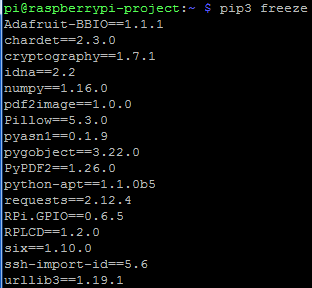 pi@raspberrypi-project:~ $ pip3 freeze
Adafruit-BBIO==1.1.1
chardet==2.3.0
cryptography==1.7.1
idna==2.2
numpy==1.16.0
pdf2image==1.0.0
Pillow==5.3.0
pyasn1==0.1.9
pygobject==3.22.0
PyPDF2==1.26.0
python-apt==1.1.0b5
requests==2.12.4
RPi.GPIO==0.6.5
RPLCD==1.2.0
six==1.10.0
ssh-import-id==5.6
urllib3==1.19.1